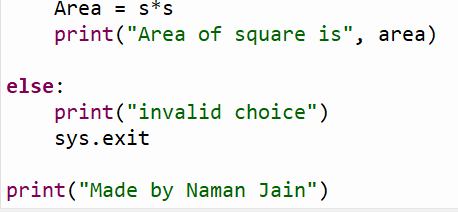 Area = s*s
print("Area of square is", area)
else:
print("invalid choice")
sys.exit
print("Made by Naman Jain")